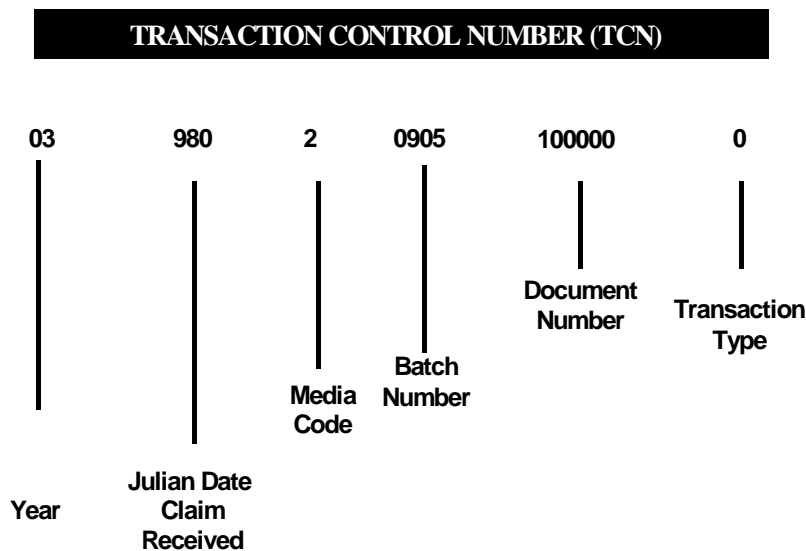 TRANSACTION CONTROL NUMBER (TCN)
03 980 2 0905 100000 0
Document
Number
Transaction
Type
Batch
Number
Media
Code
Julian Date
Claim
Received
Year